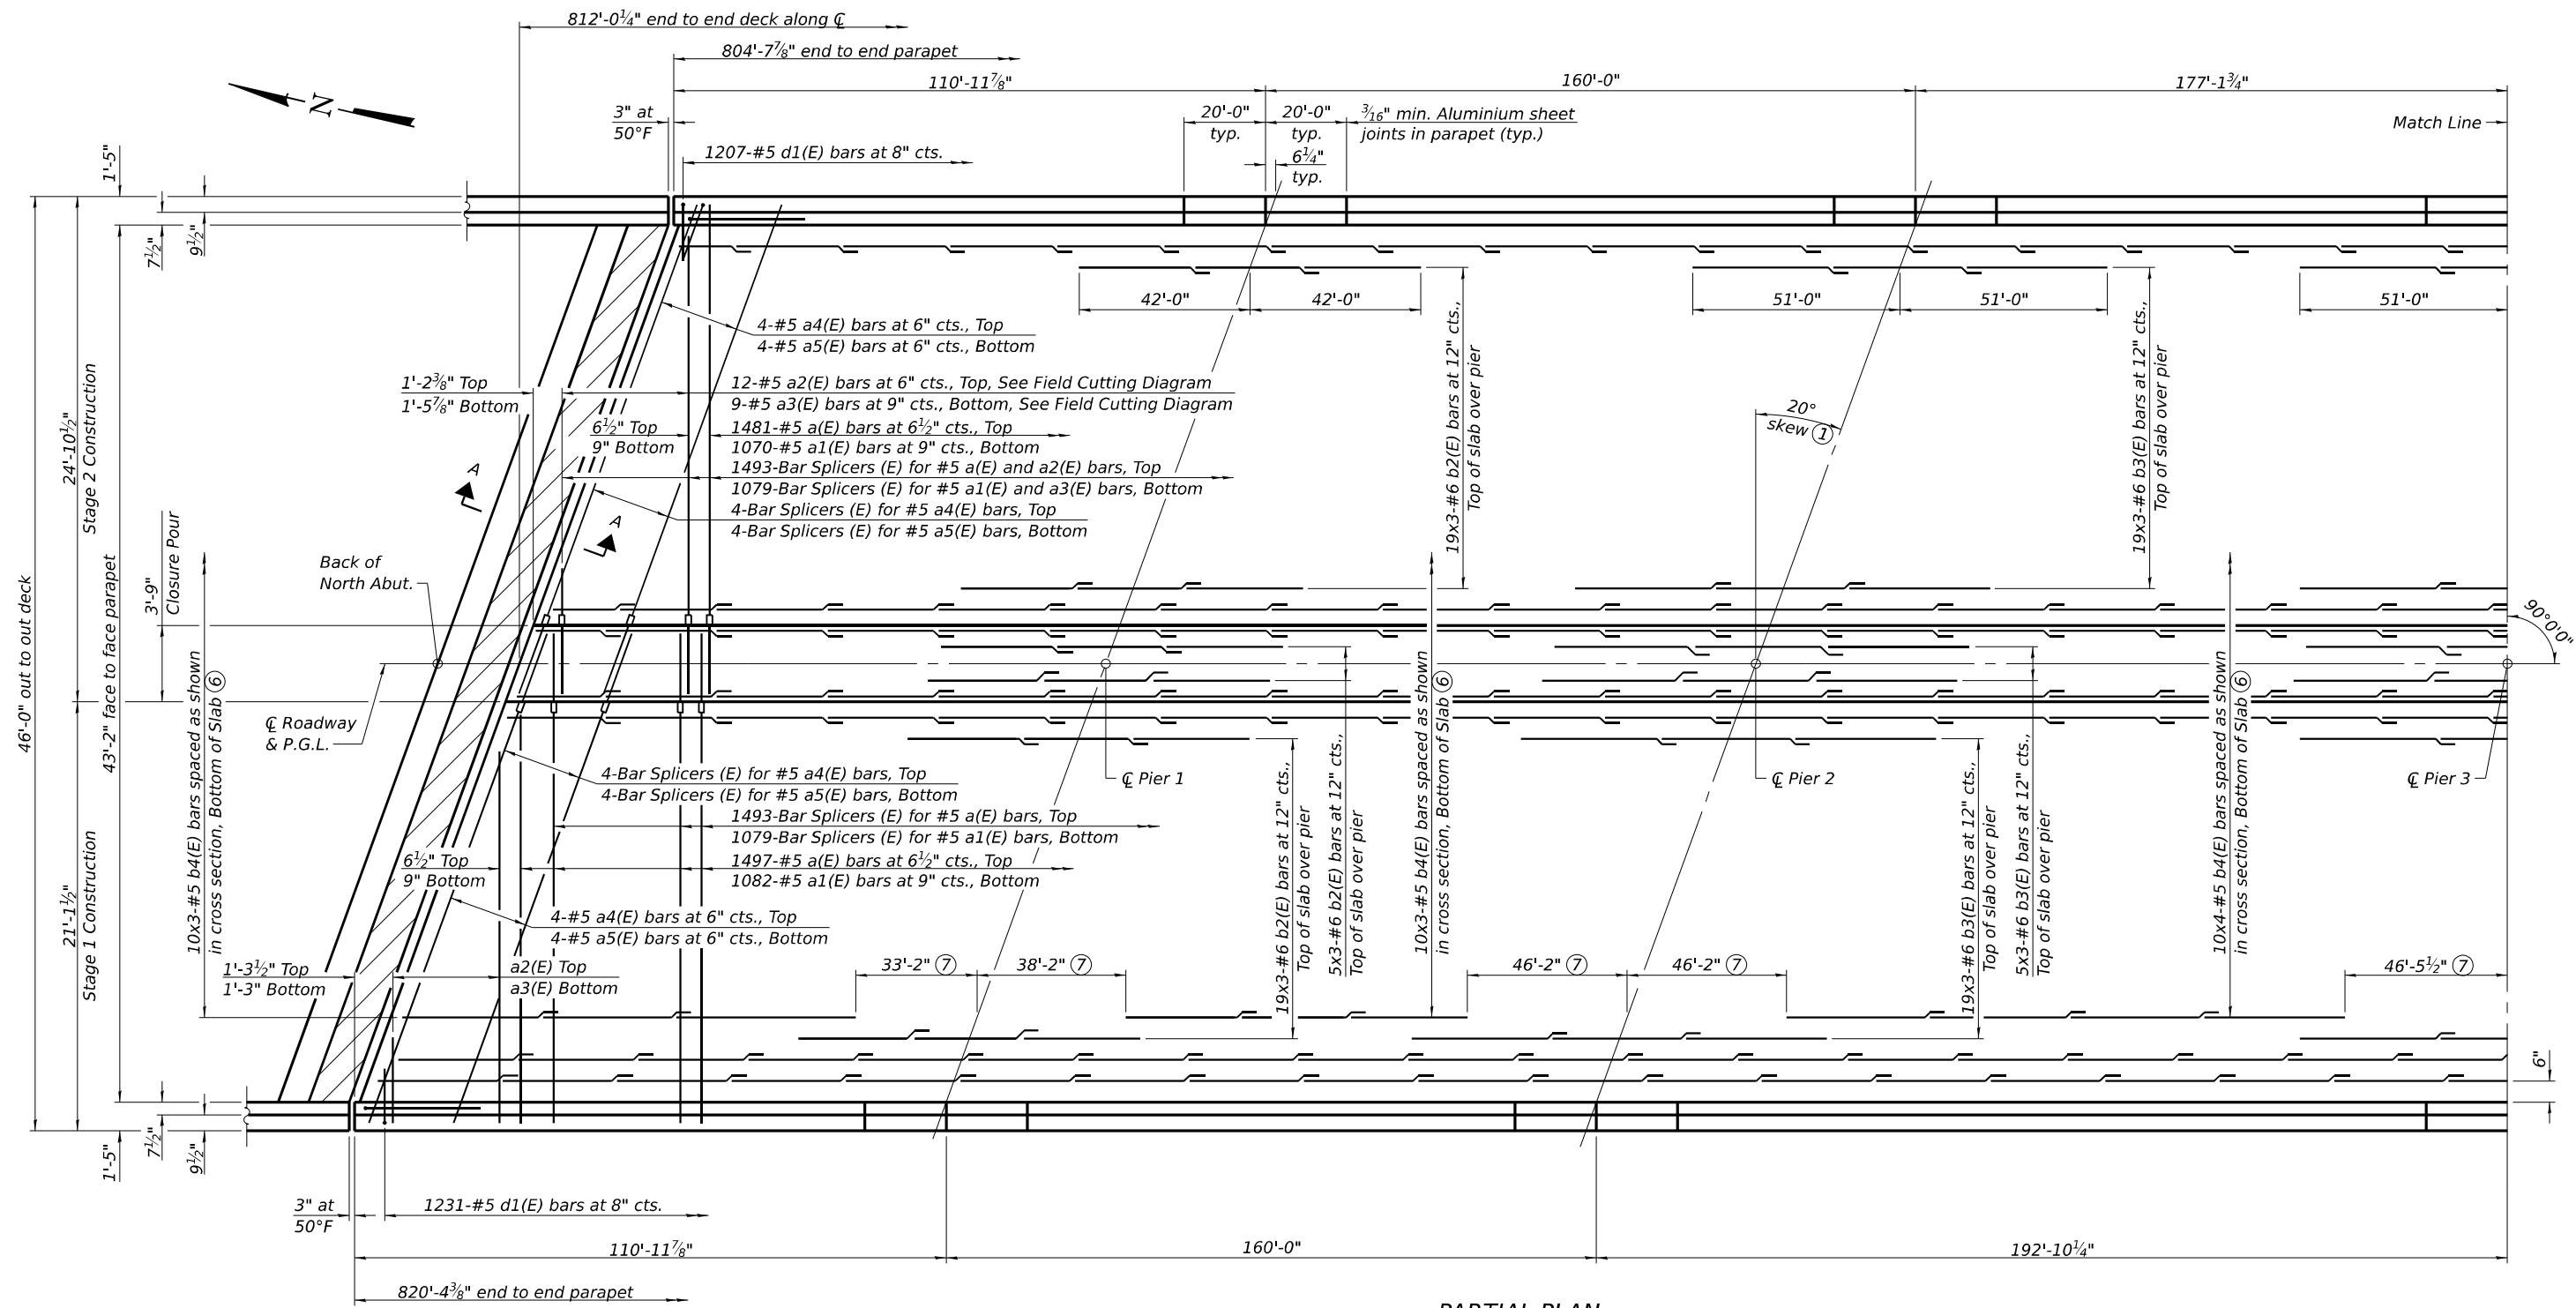 812'-0¼" end to end deck along ℄
804'-7⅞" end to end parapet
110'-11⅞"
160'-0"
177'-1¾"
N
3" at
50°F
20'-0"
typ.
20'-0"
typ.
3/16" min. Aluminium sheet
joints in parapet (typ.)
6¼"
typ.
Match Line
1207-#5 d1(E) bars at 8" cts.
1'-5"
7½"
9½"
42'-0"
42'-0"
51'-0"
51'-0"
51'-0"
4-#5 a4(E) bars at 6" cts., Top
4-#5 a5(E) bars at 6" cts., Bottom
1'-2⅜" Top
1'-5⅞" Bottom
12-#5 a2(E) bars at 6" cts., Top, See Field Cutting Diagram
9-#5 a3(E) bars at 9" cts., Bottom, See Field Cutting Diagram
6½" Top
9" Bottom
1481-#5 a(E) bars at 6½" cts., Top
1070-#5 a1(E) bars at 9" cts., Bottom
1493-Bar Splicers (E) for #5 a(E) and a2(E) bars, Top
1079-Bar Splicers (E) for #5 a1(E) and a3(E) bars, Bottom
4-Bar Splicers (E) for #5 a4(E) bars, Top
4-Bar Splicers (E) for #5 a5(E) bars, Bottom
19x3-#6 b2(E) bars at 12" cts.,
Top of slab over pier
20°
skew ①
19x3-#6 b3(E) bars at 12" cts.,
Top of slab over pier
A
A
46'-0" out to out deck
24'-10½"
Stage 2 Construction
43'-2" face to face parapet
3'-9"
Closure Pour
Back of
North Abut.
90°0'0"
10x3-#5 b4(E) bars spaced as shown
in cross section, Bottom of Slab ⑥
℄ Roadway
& P.G.L.
℄ Pier 1
℄ Pier 2
℄ Pier 3
10x3-#5 b4(E) bars spaced as shown
in cross section, Bottom of Slab ⑥
10x4-#5 b4(E) bars spaced as shown
in cross section, Bottom of Slab ⑥
21'-1½"
Stage 1 Construction
4-Bar Splicers (E) for #5 a4(E) bars, Top
4-Bar Splicers (E) for #5 a5(E) bars, Bottom
1493-Bar Splicers (E) for #5 a(E) bars, Top
1079-Bar Splicers (E) for #5 a1(E) bars, Bottom
6½" Top
9" Bottom
1497-#5 a(E) bars at 6½" cts., Top
1082-#5 a1(E) bars at 9" cts., Bottom
4-#5 a4(E) bars at 6" cts., Top
4-#5 a5(E) bars at 6" cts., Bottom
1'-3½" Top
1'-3" Bottom
a2(E) Top
a3(E) Bottom
19x3-#6 b2(E) bars at 12" cts.,
Top of slab over pier
5x3-#6 b2(E) bars at 12" cts.,
Top of slab over pier
19x3-#6 b3(E) bars at 12" cts.,
Top of slab over pier
5x3-#6 b3(E) bars at 12" cts.,
Top of slab over pier
33'-2" ⑦
38'-2" ⑦
46'-2" ⑦
46'-2" ⑦
46'-5½" ⑦
6"
7½"
9½"
1'-5"
3" at
50°F
1231-#5 d1(E) bars at 8" cts.
110'-11⅞"
160'-0"
192'-10¼"
820'-4⅜" end to end parapet
PARTIAL PLAN